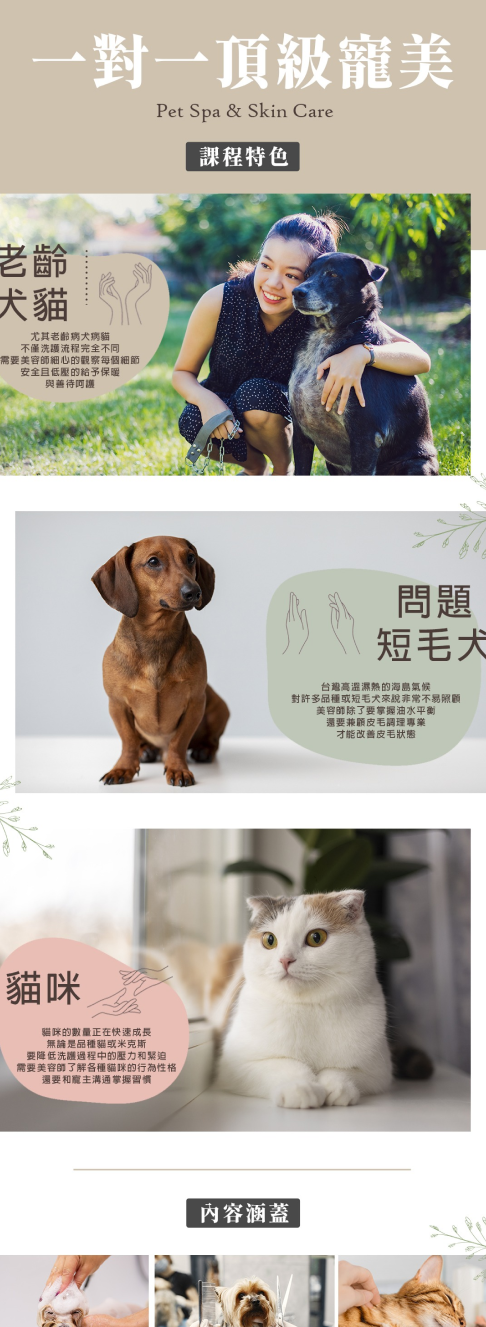 一對一頂級寵美
Pet Spa & Skin Care
課程特色
老齡
犬貓
尤其老齡病犬病貓
不僅洗護流程完全不同
需要美容師細心的觀察每個細節
安全且低壓的給予保暖
與善待呵護
問題
短毛犬
台灣高溫濕熱的海島氣候
對許多品種或短毛犬來說非常不易照顧
美容師除了要掌握油水平衡
還要兼顧皮毛調理專業
才能改善皮毛狀態
貓咪
貓咪的數量正在快速成長
無論是品種貓或米克斯
要降低洗護過程中的壓力和緊迫
需要美容師了解各種貓咪的行為性格
還要和寵主溝通掌握習慣
內容涵蓋